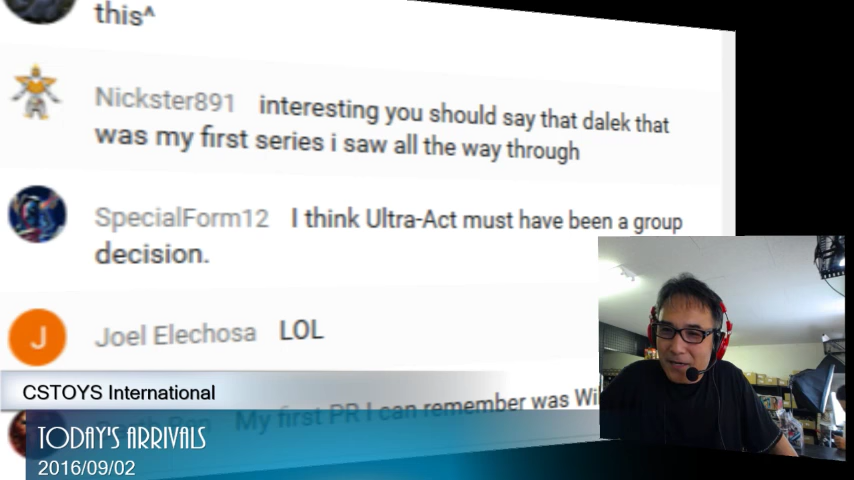 this^
Nickster891 interesting you should say that dalek that
was my first series i saw all the way through
SpecialForm12 I think Ultra-Act must have been a group
decision.
J Joel Elechosa LOL
CSTOYS International
My first PR I can remember was
TODAY'S ARRIVALS
2016/09/02